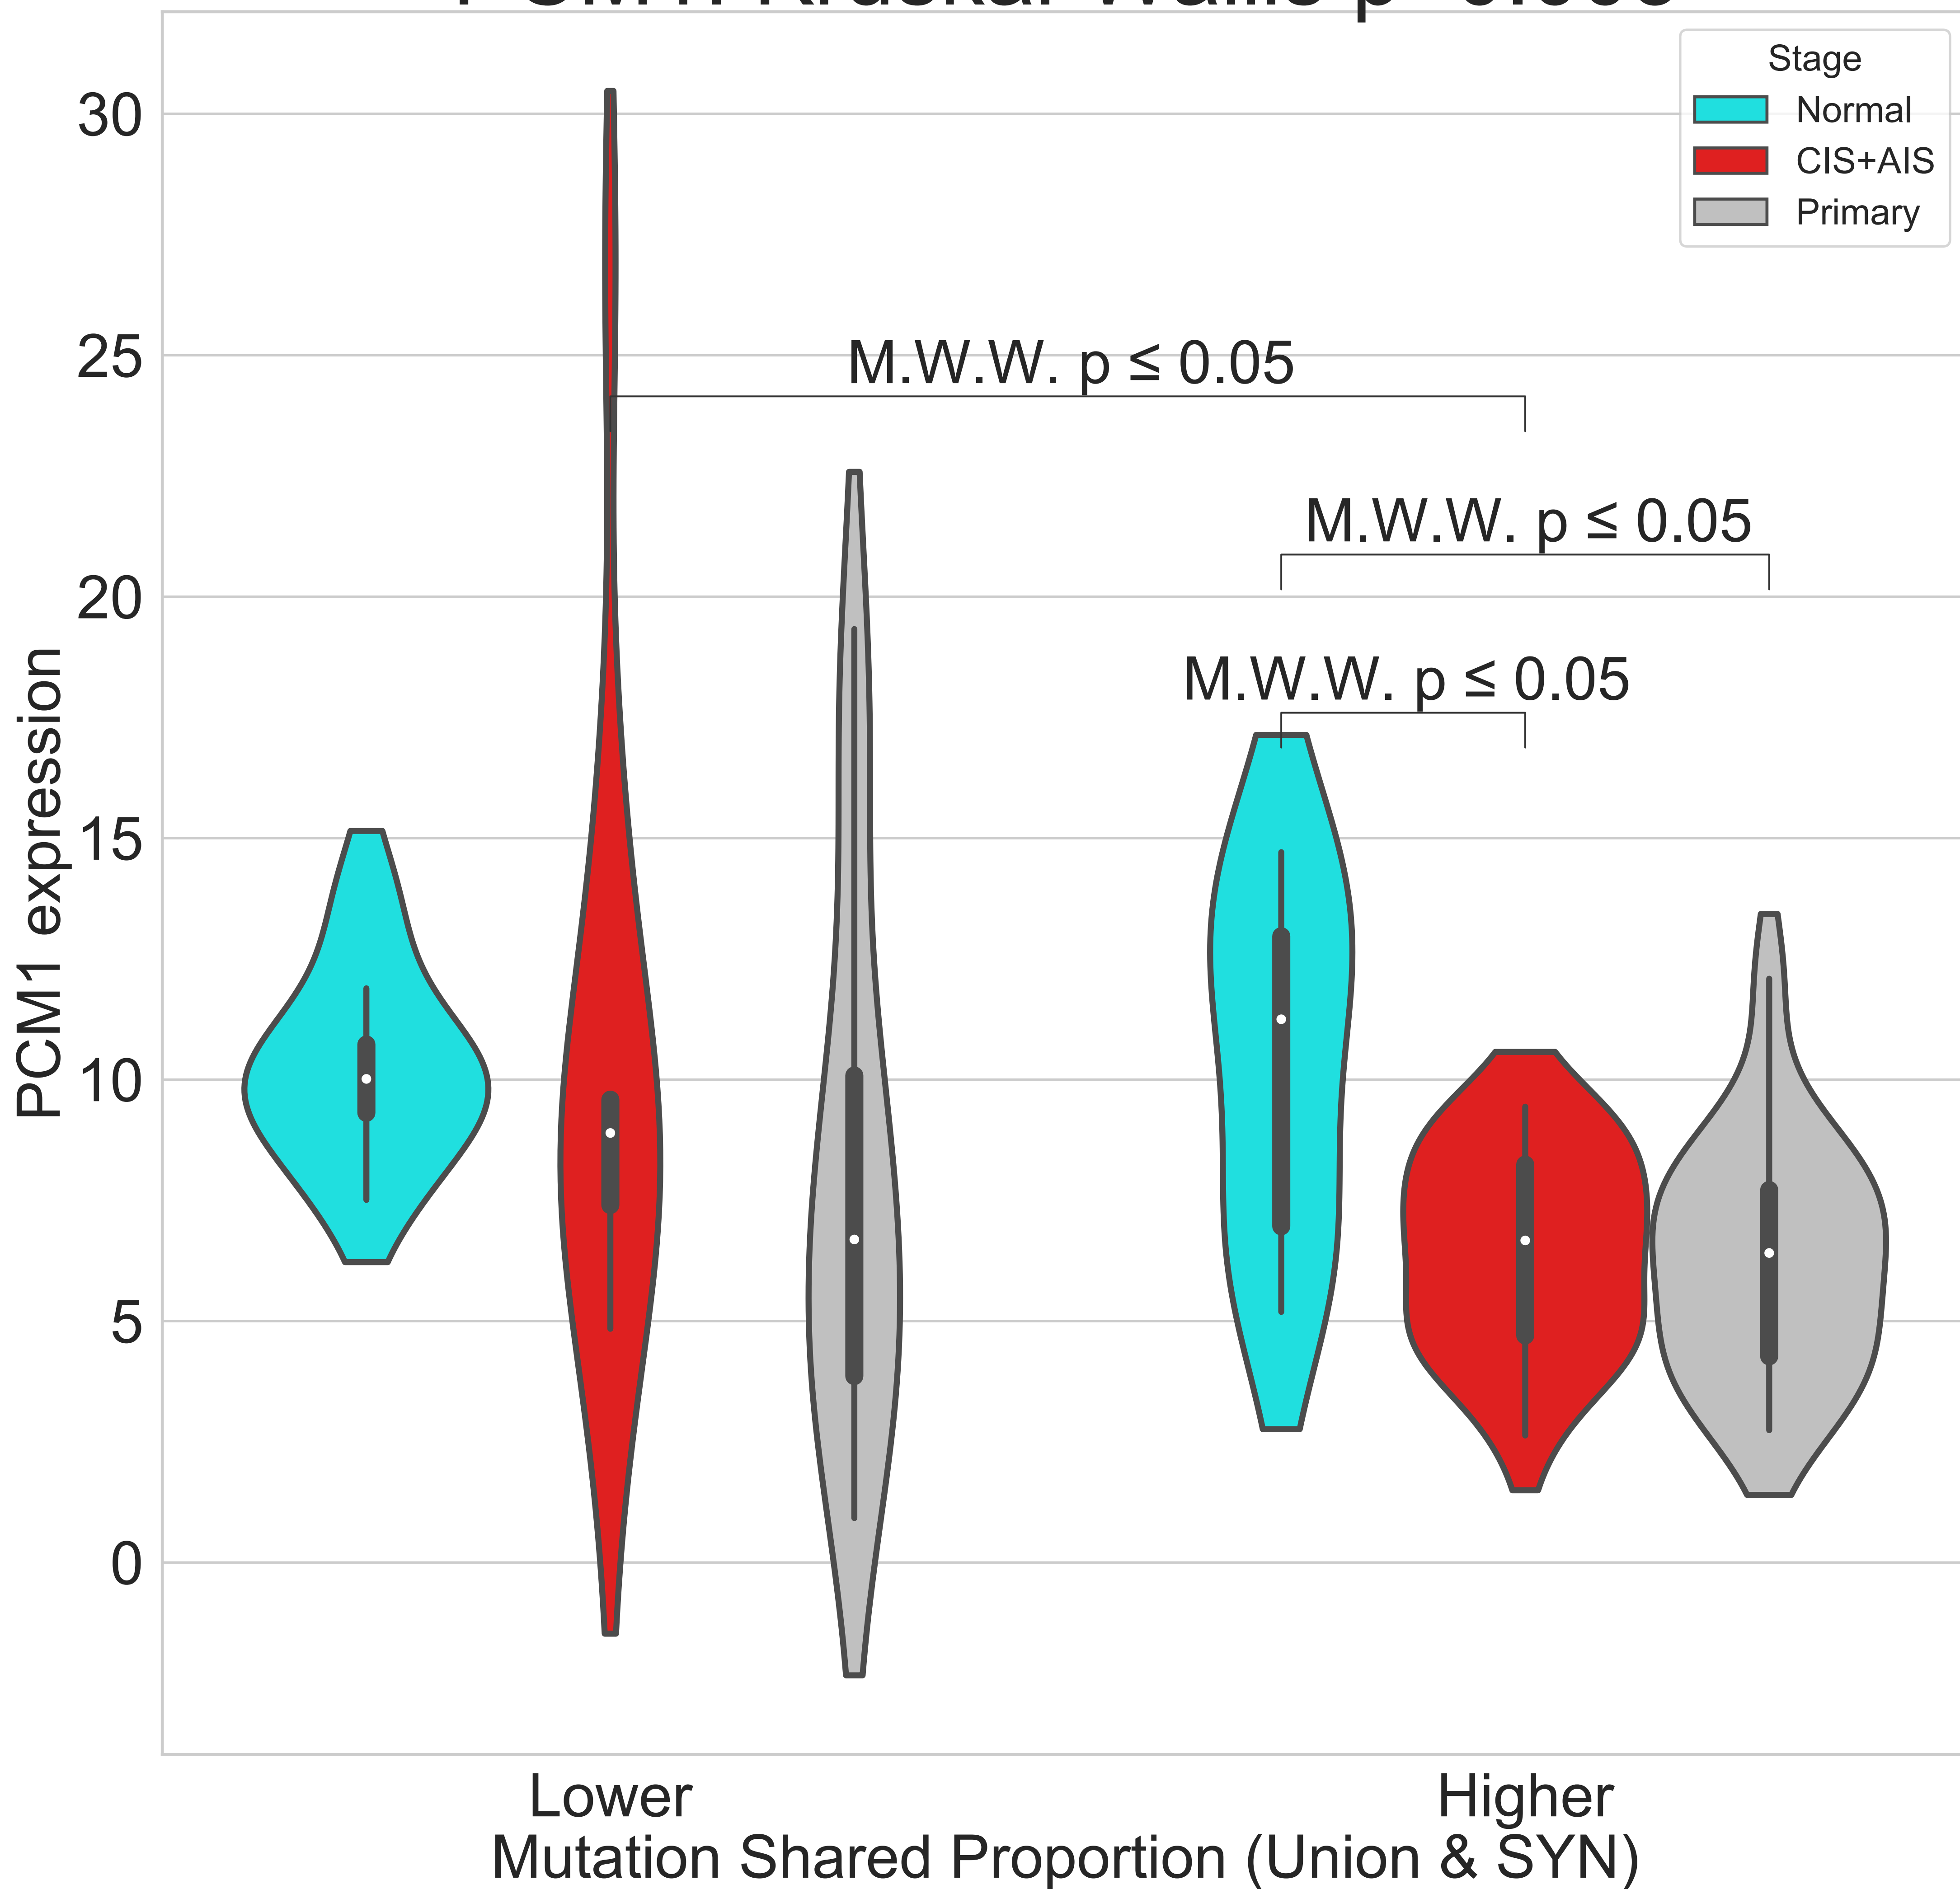 Stage
Normal
CIS+AIS
Primary
30
25
20
15
10
5
0
PCM1 expression
M.W.W. p ≤ 0.05
M.W.W. p ≤ 0.05
M.W.W. p ≤ 0.05
Lower
Higher
Mutation Shared Proportion (Union & SYN)